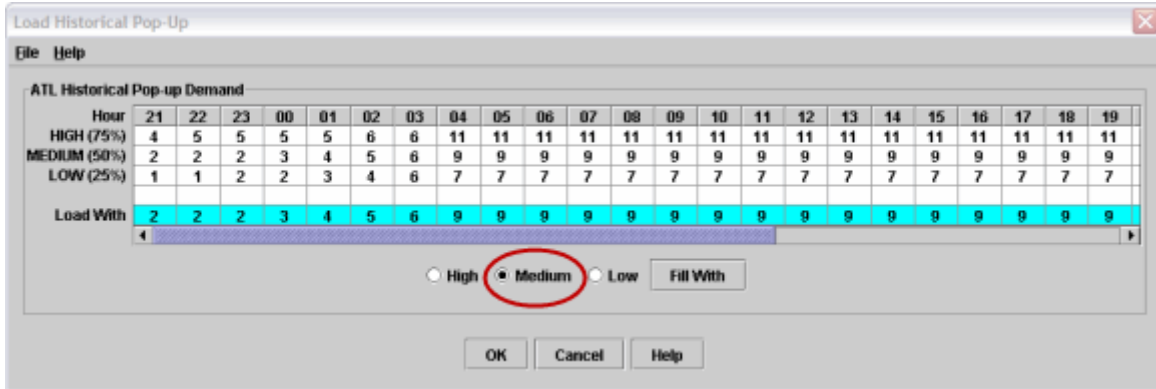 Load Historical Pop-Up
File Help
ATL Historical Pop-up Demand
Hour 21 22 23 00 01 02 03 04 05 06 07 08 09 10 11 12 13 14 15 16 17 18 19
HIGH (75%) 4 5 5 5 5 6 6 11 11 11 11 11 11 11 11 11 11 11 11 11 11 11 11
MEDIUM (50%) 2 2 2 3 4 5 6 9 9 9 9 9 9 9 9 9 9 9 9 9 9 9 9
LOW (25%) 1 1 2 2 3 4 6 7 7 7 7 7 7 7 7 7 7 7 7 7 7 7 7
Load With 2 2 2 3 4 5 6 9 9 9 9 9 9 9 9 9 9 9 9 9 9 9 9
High Medium Low Fill With
OK Cancel Help